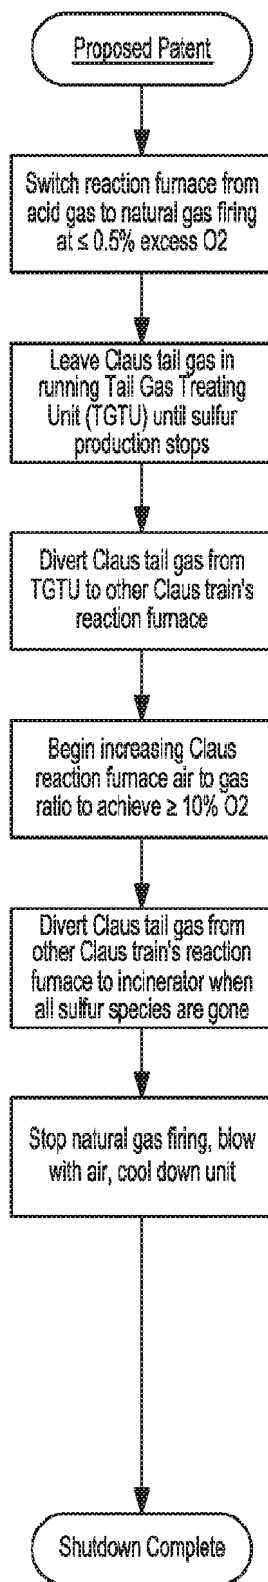 Proposed Patent
Switch reaction furnace from
acid gas to natural gas firing
at ≤ 0.5% excess O2
Leave Claus tail gas in
running Tail Gas Treating
Unit (TGTU) until sulfur
production stops
Divert Claus tail gas from
TGTU to other Claus train's
reaction furnace
Begin increasing Claus
reaction furnace air to gas
ratio to achieve ≥ 10% O2
Divert Claus tail gas from
other Claus train's reaction
furnace to incinerator when
all sulfur species are gone
Stop natural gas firing, blow
with air, cool down unit
Shutdown Complete